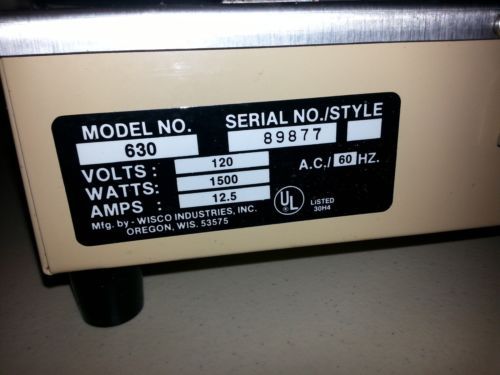 MODEL NO. SERIAL NO./STYLE
630 89877
VOLTS: 120 A.C./ 60 HZ.
WATTS: 1500
AMPS: 12.5
Mfg. by - WISCO INDUSTRIES, INC.
OREGON, WIS. 53575
UL LISTED
30H4